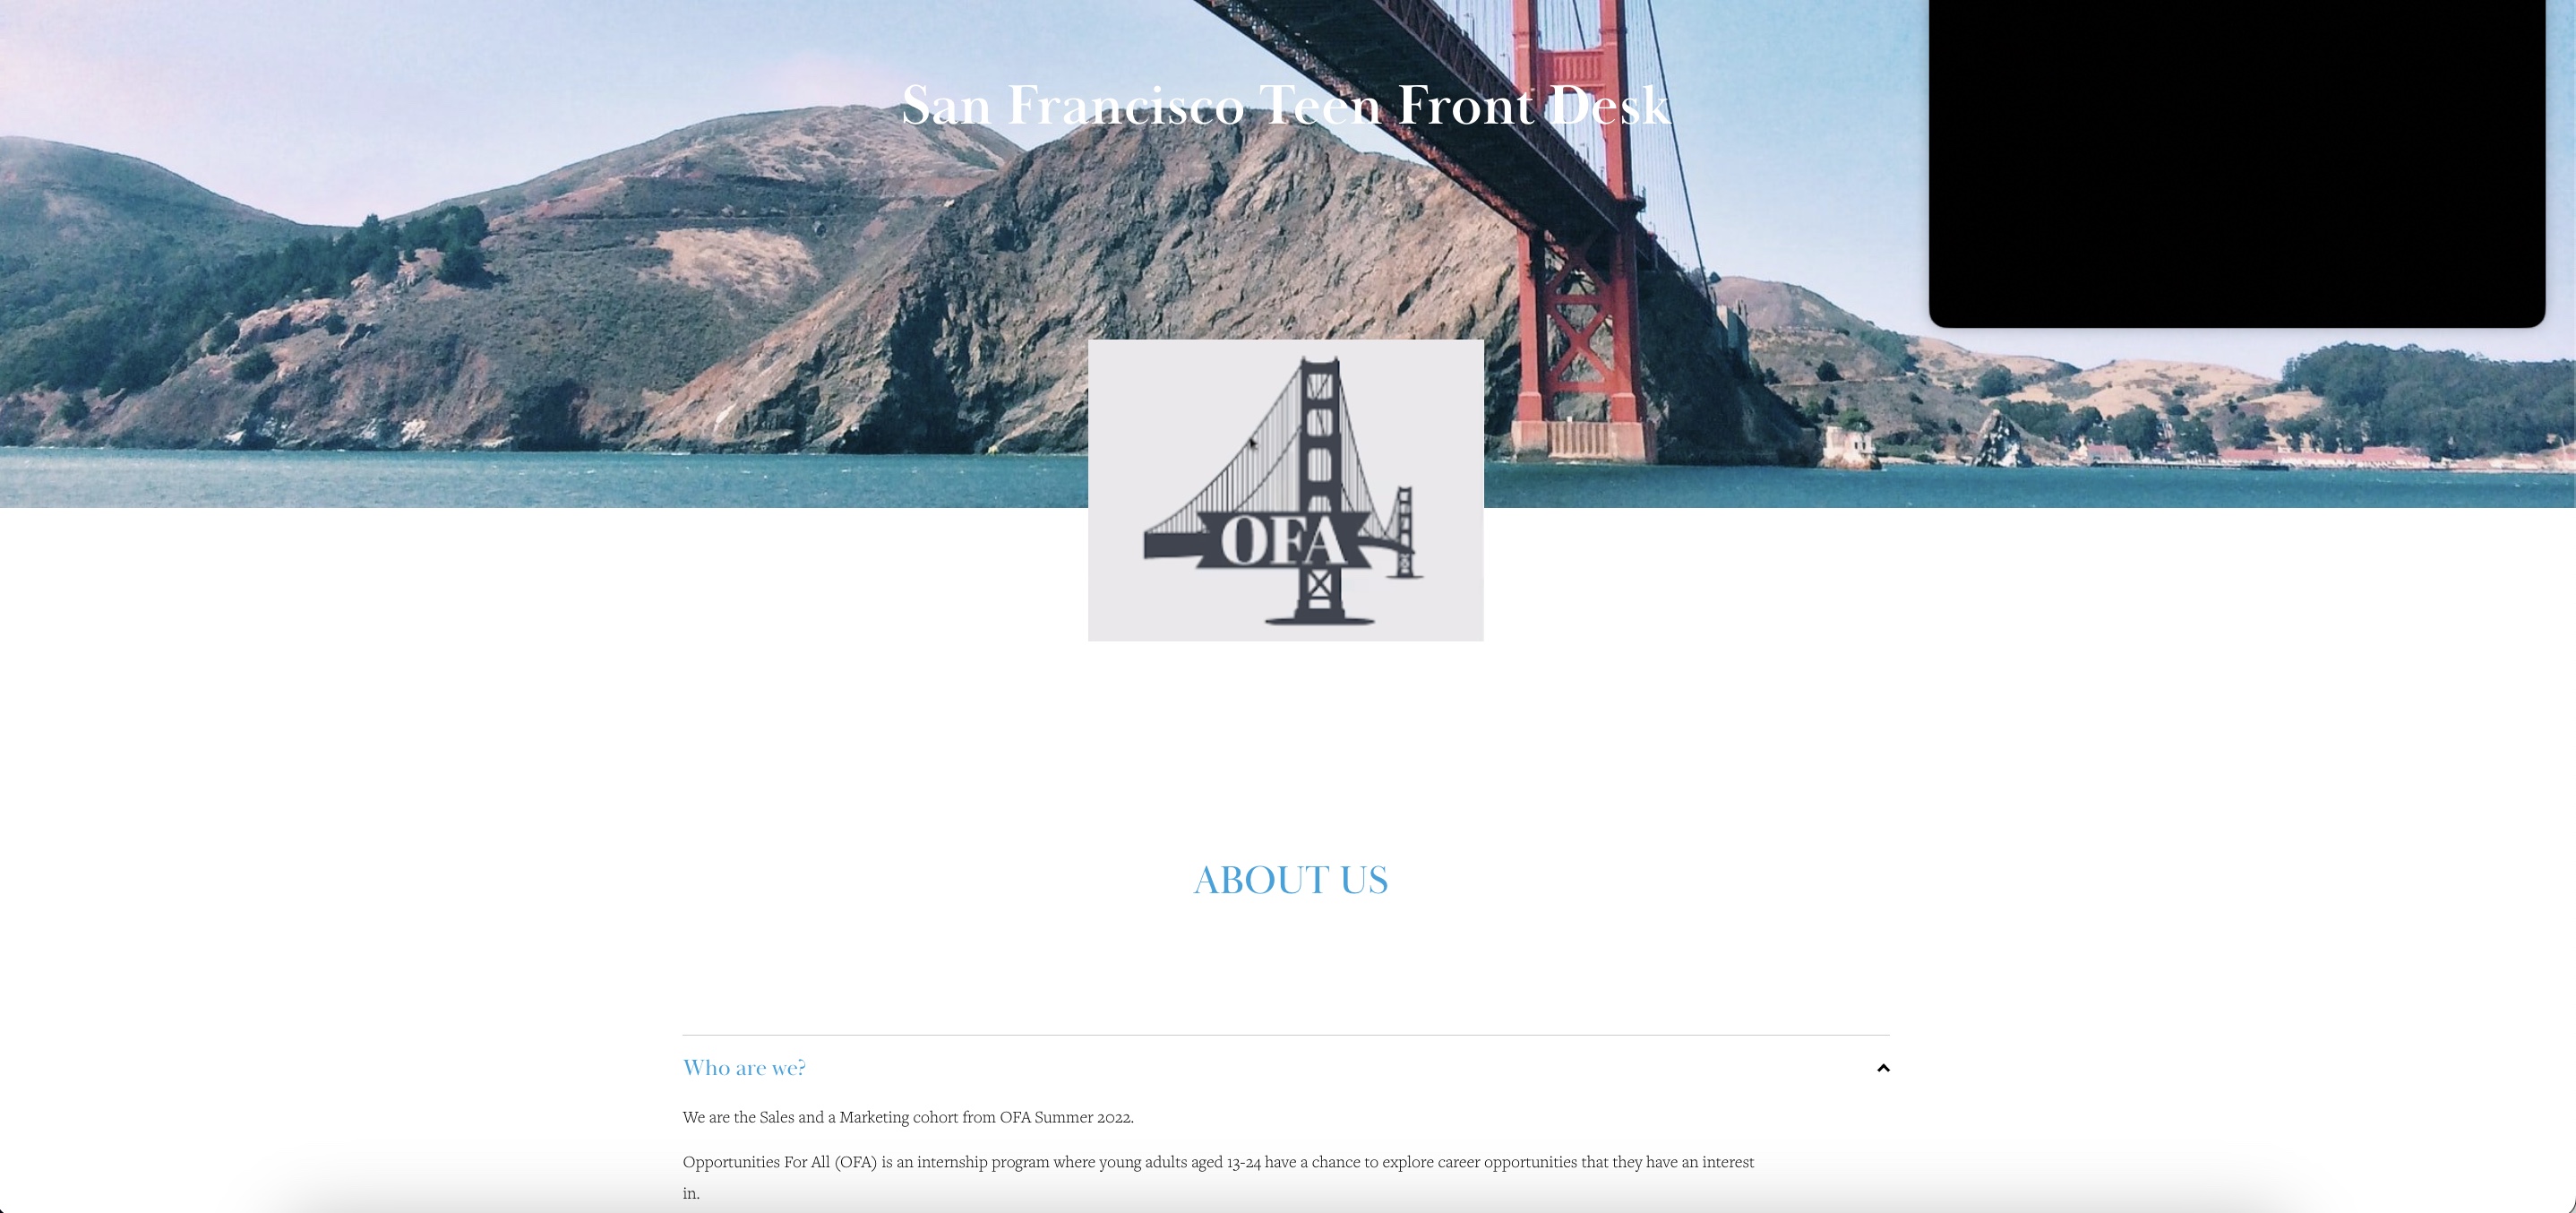 San Francisco Teen Front Desk
OFA
ABOUT US
Who are we?
We are the Sales and a Marketing cohort from OFA Summer 2022.
Opportunities For All (OFA) is an internship program where young adults aged 13-24 have a chance to explore career opportunities that they have an interest
in.